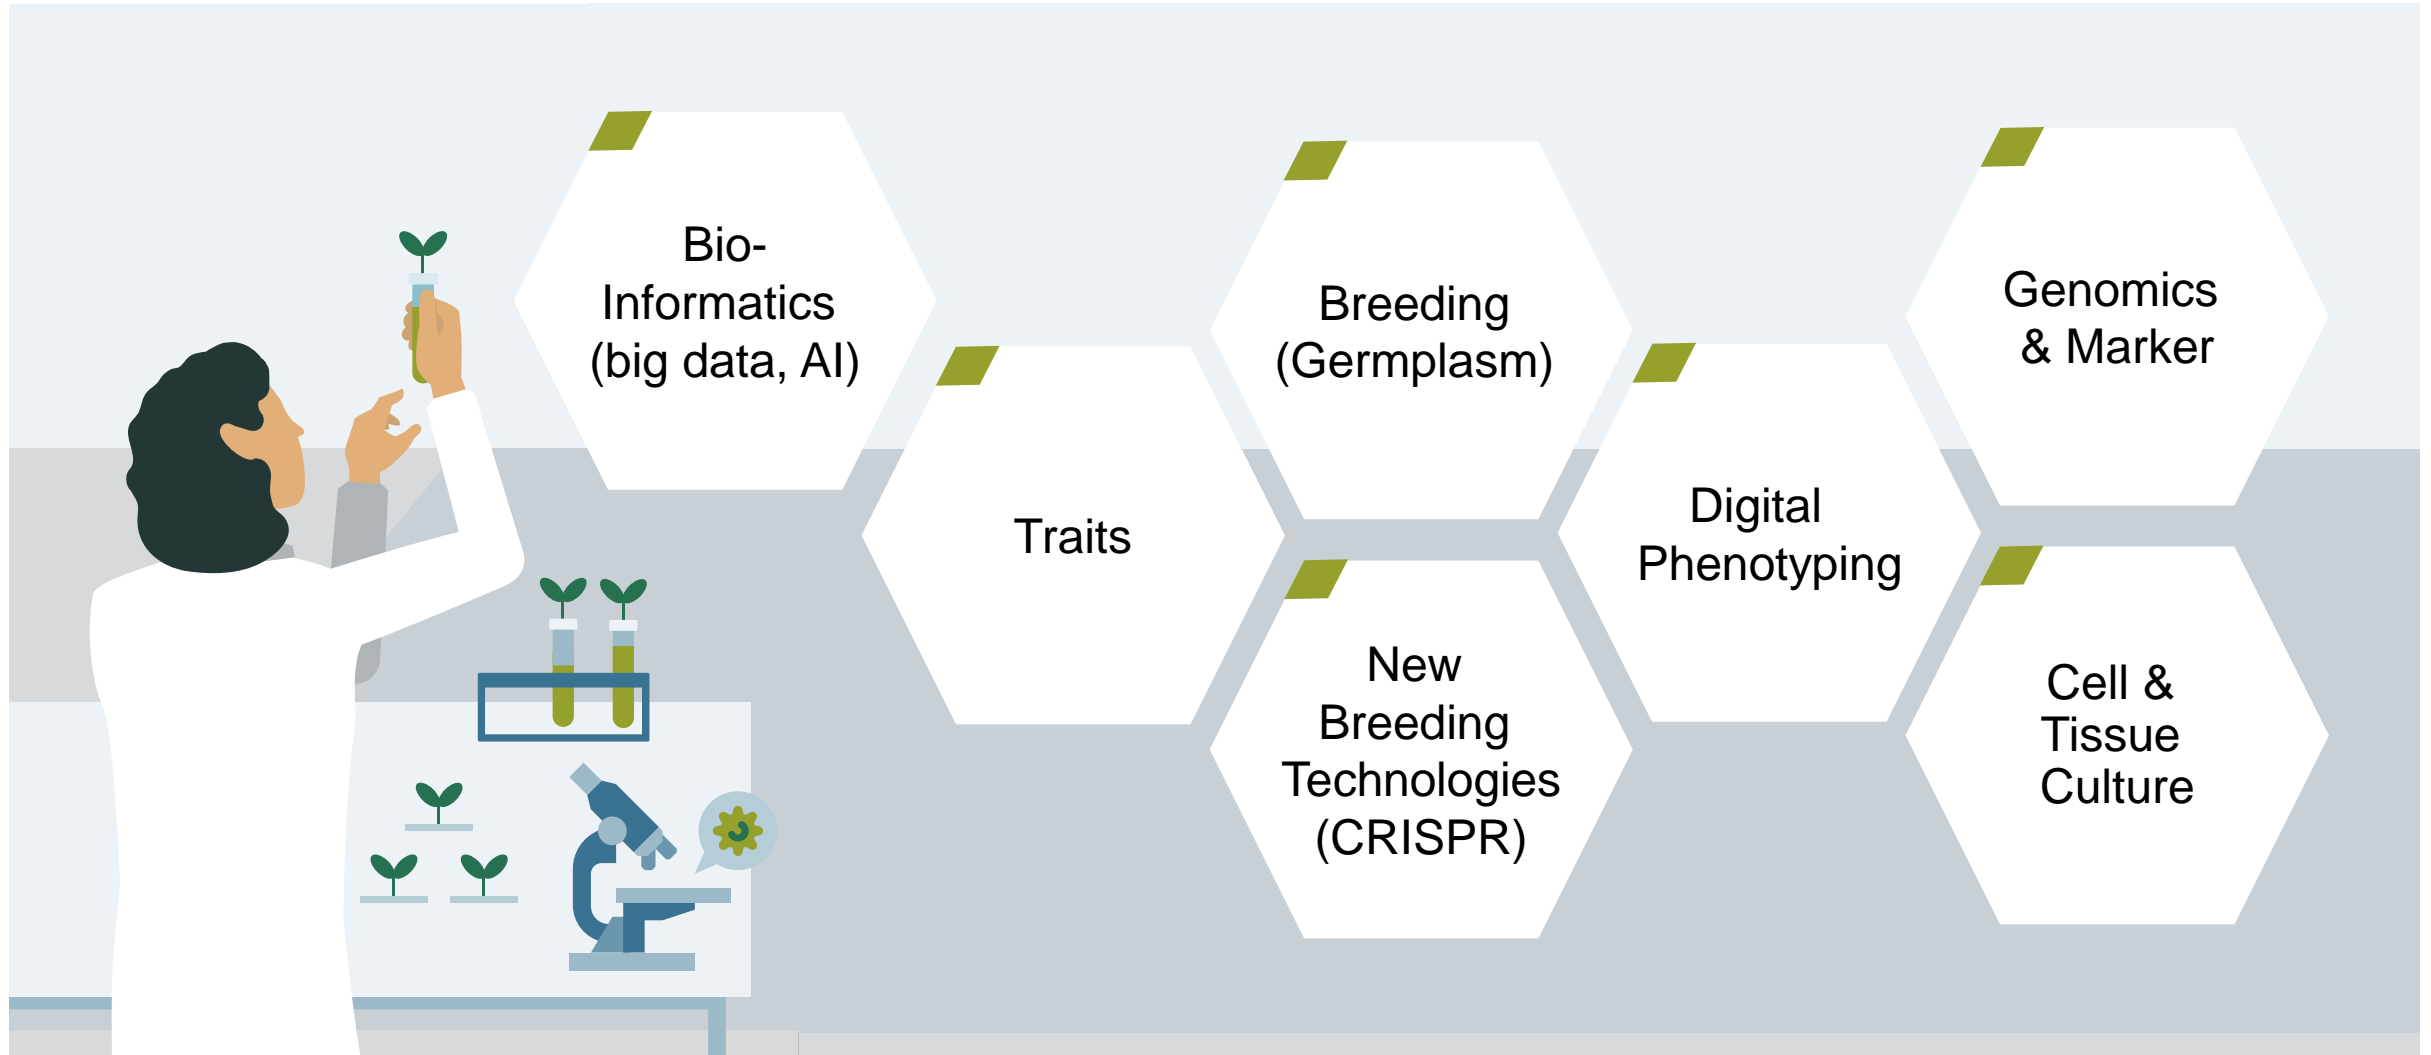 Bio-
Informatics
(big data, AI)
Traits
Breeding
(Germplasm)
New
Breeding
Technologies
(CRISPR)
Digital
Phenotyping
Genomics
& Marker
Cell &
Tissue
Culture